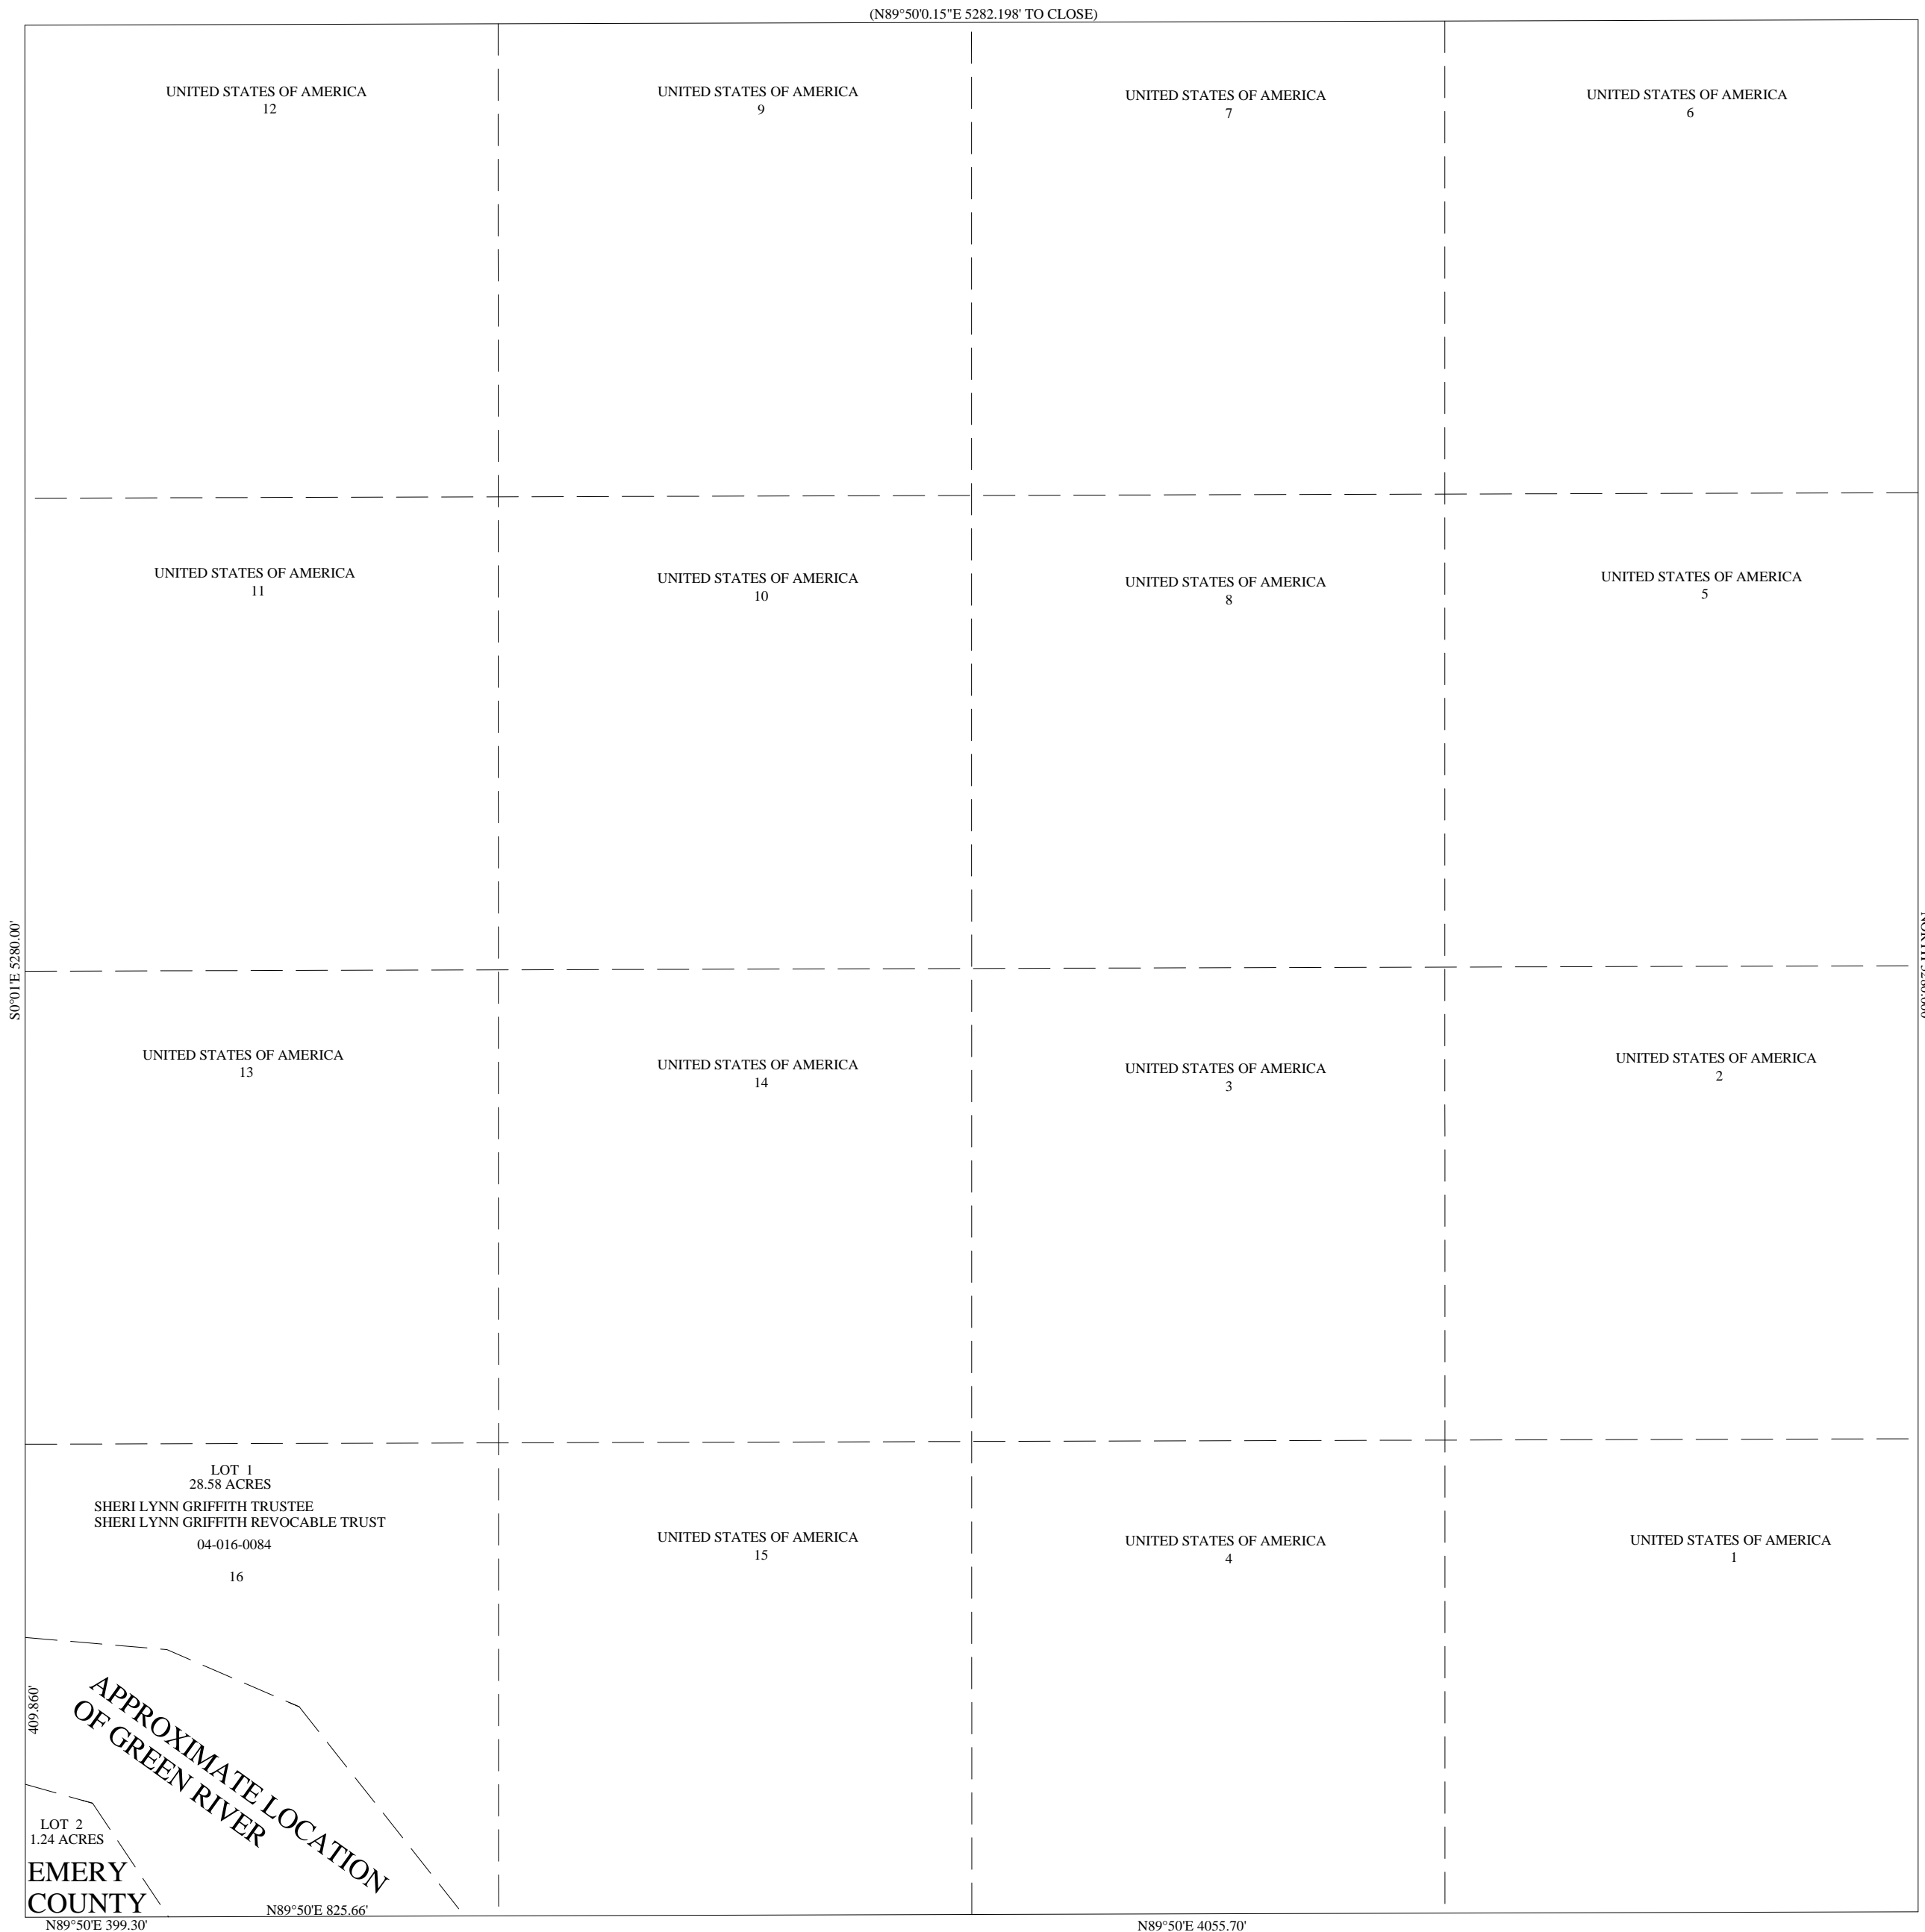 (N89°50'0.15"E 5282.198' TO CLOSE)
UNITED STATES OF AMERICA
12
UNITED STATES OF AMERICA
9
UNITED STATES OF AMERICA
7
UNITED STATES OF AMERICA
6
UNITED STATES OF AMERICA
11
UNITED STATES OF AMERICA
10
UNITED STATES OF AMERICA
8
UNITED STATES OF AMERICA
5
S0°01'E 5280.00'
UNITED STATES OF AMERICA
13
UNITED STATES OF AMERICA
14
UNITED STATES OF AMERICA
3
UNITED STATES OF AMERICA
2
LOT 1
28.58 ACRES
SHERI LYNN GRIFFITH TRUSTEE
SHERI LYNN GRIFFITH REVOCABLE TRUST
04-016-0084
16
UNITED STATES OF AMERICA
15
UNITED STATES OF AMERICA
4
UNITED STATES OF AMERICA
1
409.860'
APPROXIMATE LOCATION
OF GREEN RIVER
LOT 2
1.24 ACRES
EMERY
COUNTY
N89°50'E 399.30'
N89°50'E 825.66'
N89°50'E 4055.70'